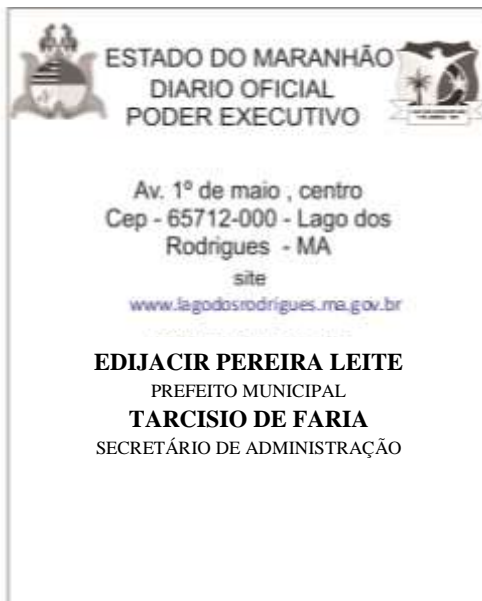 ESTADO DO MARANHÃO
DIARIO OFICIAL
PODER EXECUTIVO
Av. 1º de maio , centro
Cep - 65712-000 - Lago dos
Rodrigues - MA
site
www.lagodosrodrigues.ma.gov.br
EDIJACIR PEREIRA LEITE
PREFEITO MUNICIPAL
TARCISIO DE FARIA
SECRETÁRIO DE ADMINISTRAÇÃO